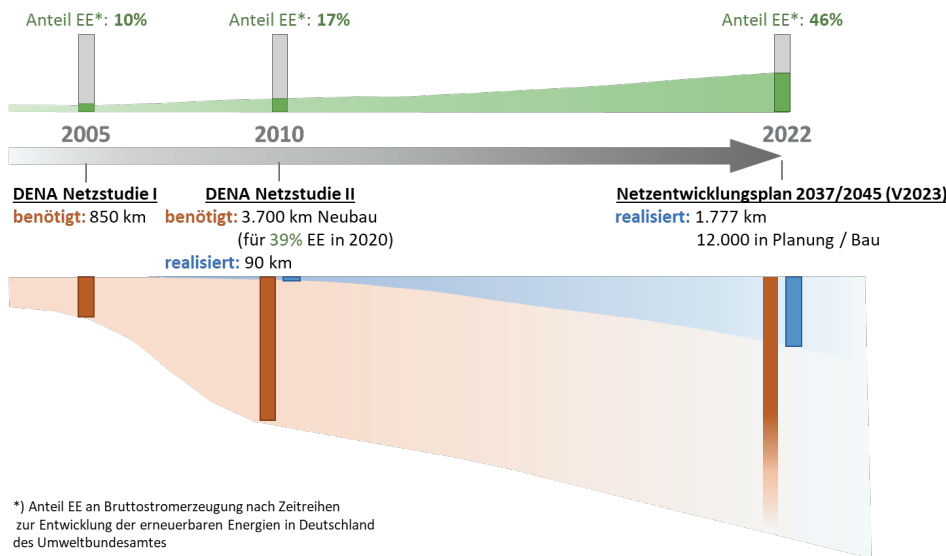 Anteil EE*: 10%
Anteil EE*: 17%
Anteil EE*: 46%
2005
2010
2022
DENA Netzstudie I
benötigt: 850 km
DENA Netzstudie II
benötigt: 3.700 km Neubau
(für 39% EE in 2020)
realisiert: 90 km
Netzentwicklungsplan 2037/2045 (V2023)
realisiert: 1.777 km
12.000 in Planung / Bau
*) Anteil EE an Bruttostromerzeugung nach Zeitreihen
zur Entwicklung der erneuerbaren Energien in Deutschland
des Umweltbundesamtes